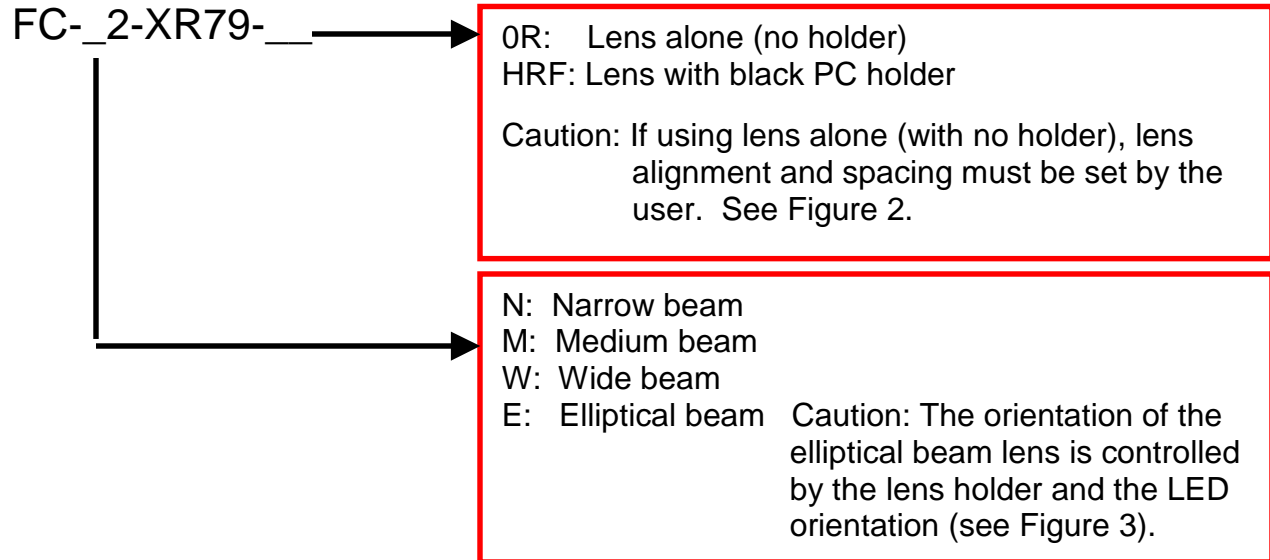 FC-_2-XR79-__
0R: Lens alone (no holder)
HRF: Lens with black PC holder
Caution: If using lens alone (with no holder), lens
alignment and spacing must be set by the
user. See Figure 2.
N: Narrow beam
M: Medium beam
W: Wide beam
E: Elliptical beam Caution: The orientation of the
elliptical beam lens is controlled
by the lens holder and the LED
orientation (see Figure 3).